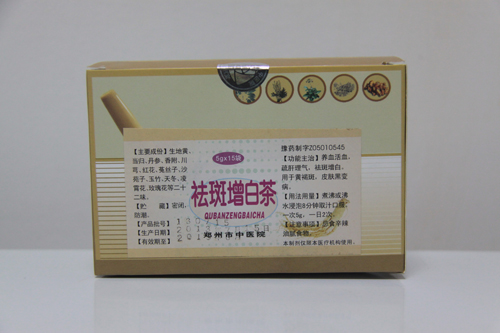 5g×15袋
祛斑增白茶
QUBANZENGBAICHA
郑州市中医院
【主要成份】生地黄,
当归、丹参、香附、川
芎、红花、菟丝子、沙
苑子、玉竹、天冬、凌
霄花、玫瑰花等二十
二味。
【贮　　藏】密闭,
防潮。
【产品批号】
【生产日期】
【有效期至】
豫药制字Z05010545
【功能主治】养血活血,
疏肝理气, 祛斑增白。
用于黄褐斑、皮肤黑变
病。
【用法用量】煮沸或沸
水浸泡8分钟取汁口服;
一次5g, 一日2次。
【注意事项】忌食辛辣
油腻食物。
本制剂仅限本医疗机构使用。